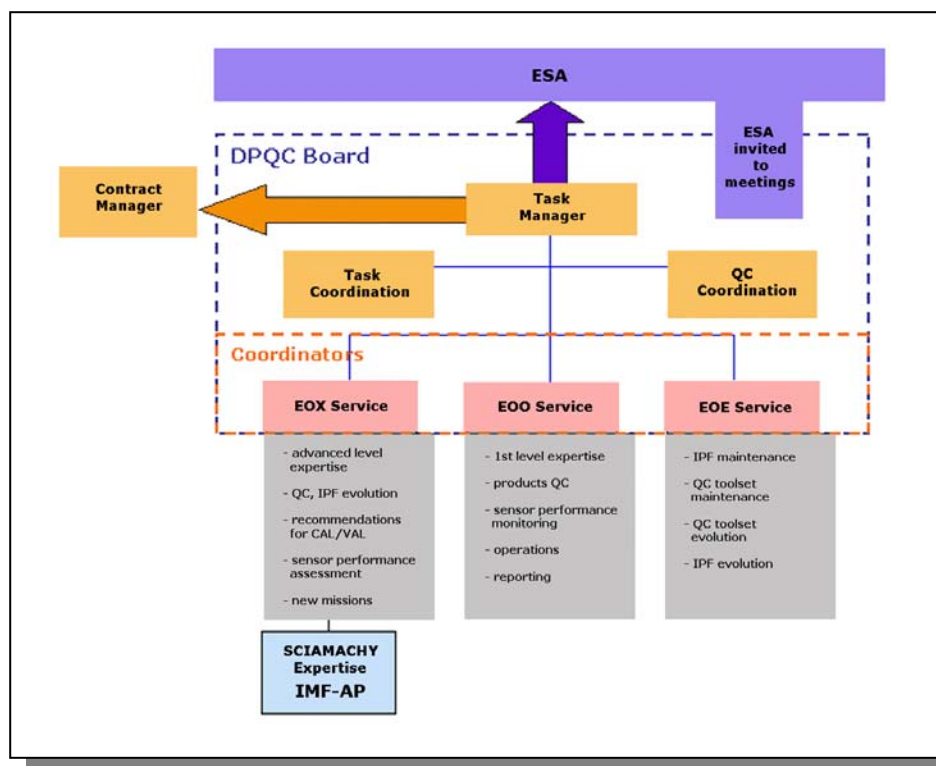 ESA
ESA
invited
to
meetings
DPQC Board
Contract
Manager
Task
Manager
Task
Coordination
QC
Coordination
Coordinators
EOX Service
- advanced level
expertise
- QC, IPF evolution
- recommendations
for CAL/VAL
- sensor performance
assessment
- new missions
EOO Service
- 1st level expertise
- products QC
- sensor performance
monitoring
- operations
- reporting
EOE Service
- IPF maintenance
- QC toolset
maintenance
- QC toolset
evolution
- IPF evolution
SCIAMACHY
Expertise
IMF-AP